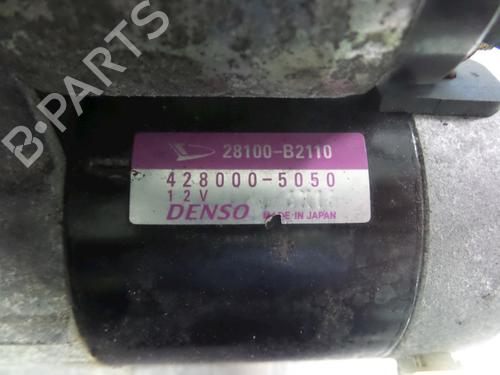 28100-B2110
428000-5050
12V
DENSO MADE IN JAPAN
B-PARTS